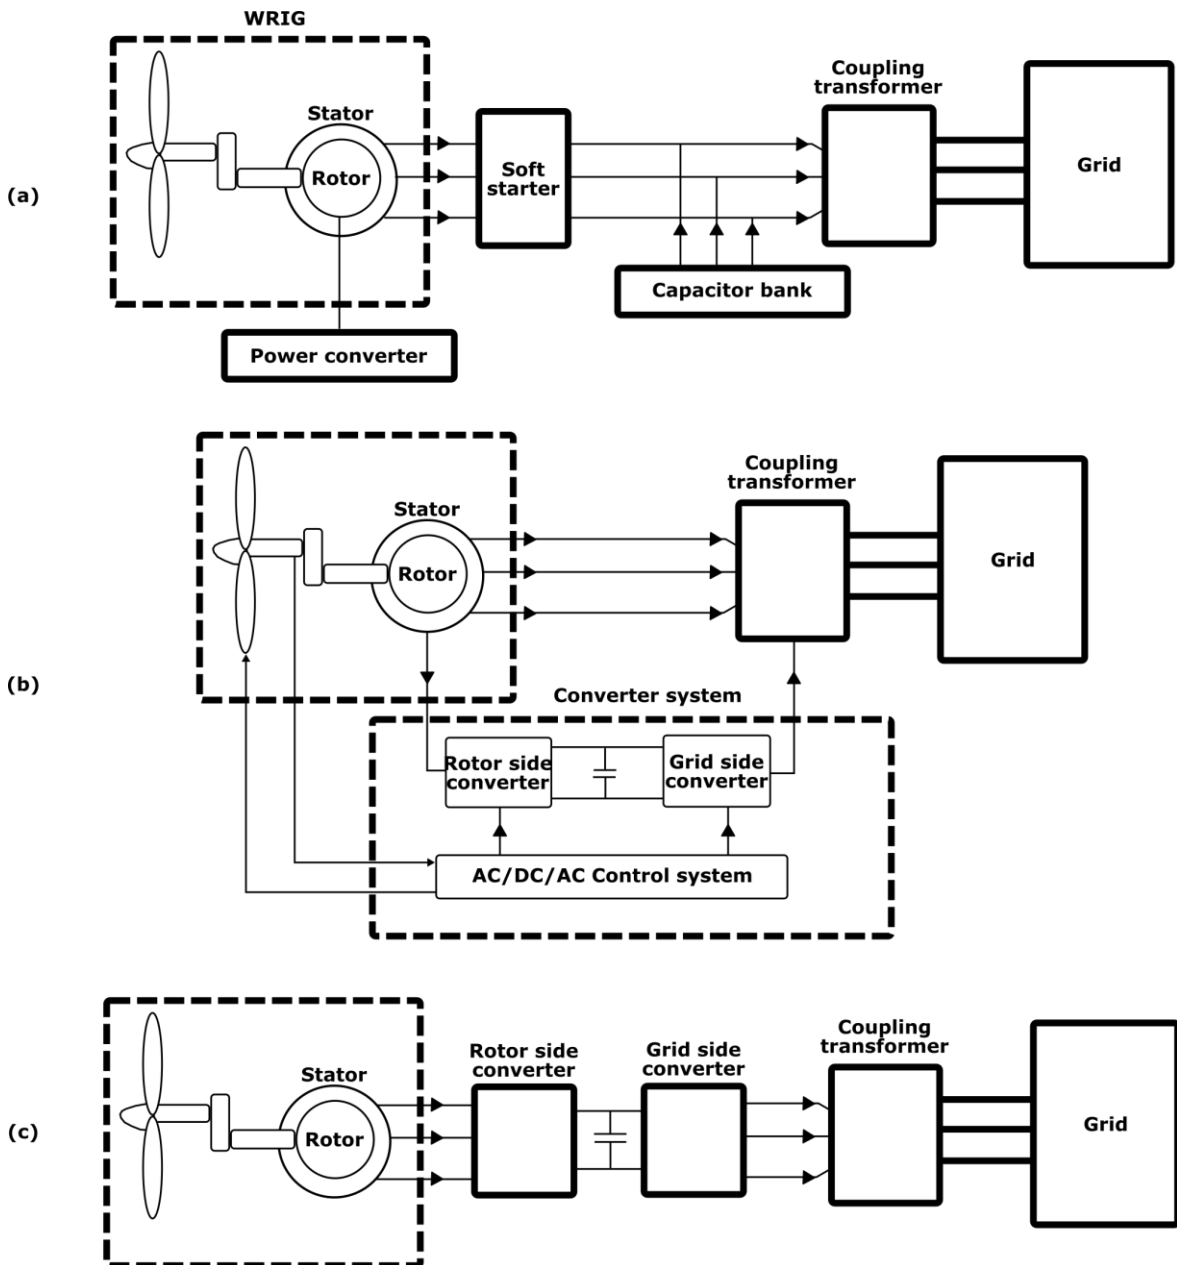 WRIG
Stator
Rotor
Soft
starter
Coupling
transformer
Grid
(a)
Capacitor bank
Power converter
Stator
Rotor
Coupling
transformer
Grid
(b)
Converter system
Rotor side
converter
Grid side
converter
AC/DC/AC Control system
Stator
Rotor
Rotor side
converter
Grid side
converter
Coupling
transformer
Grid
(c)